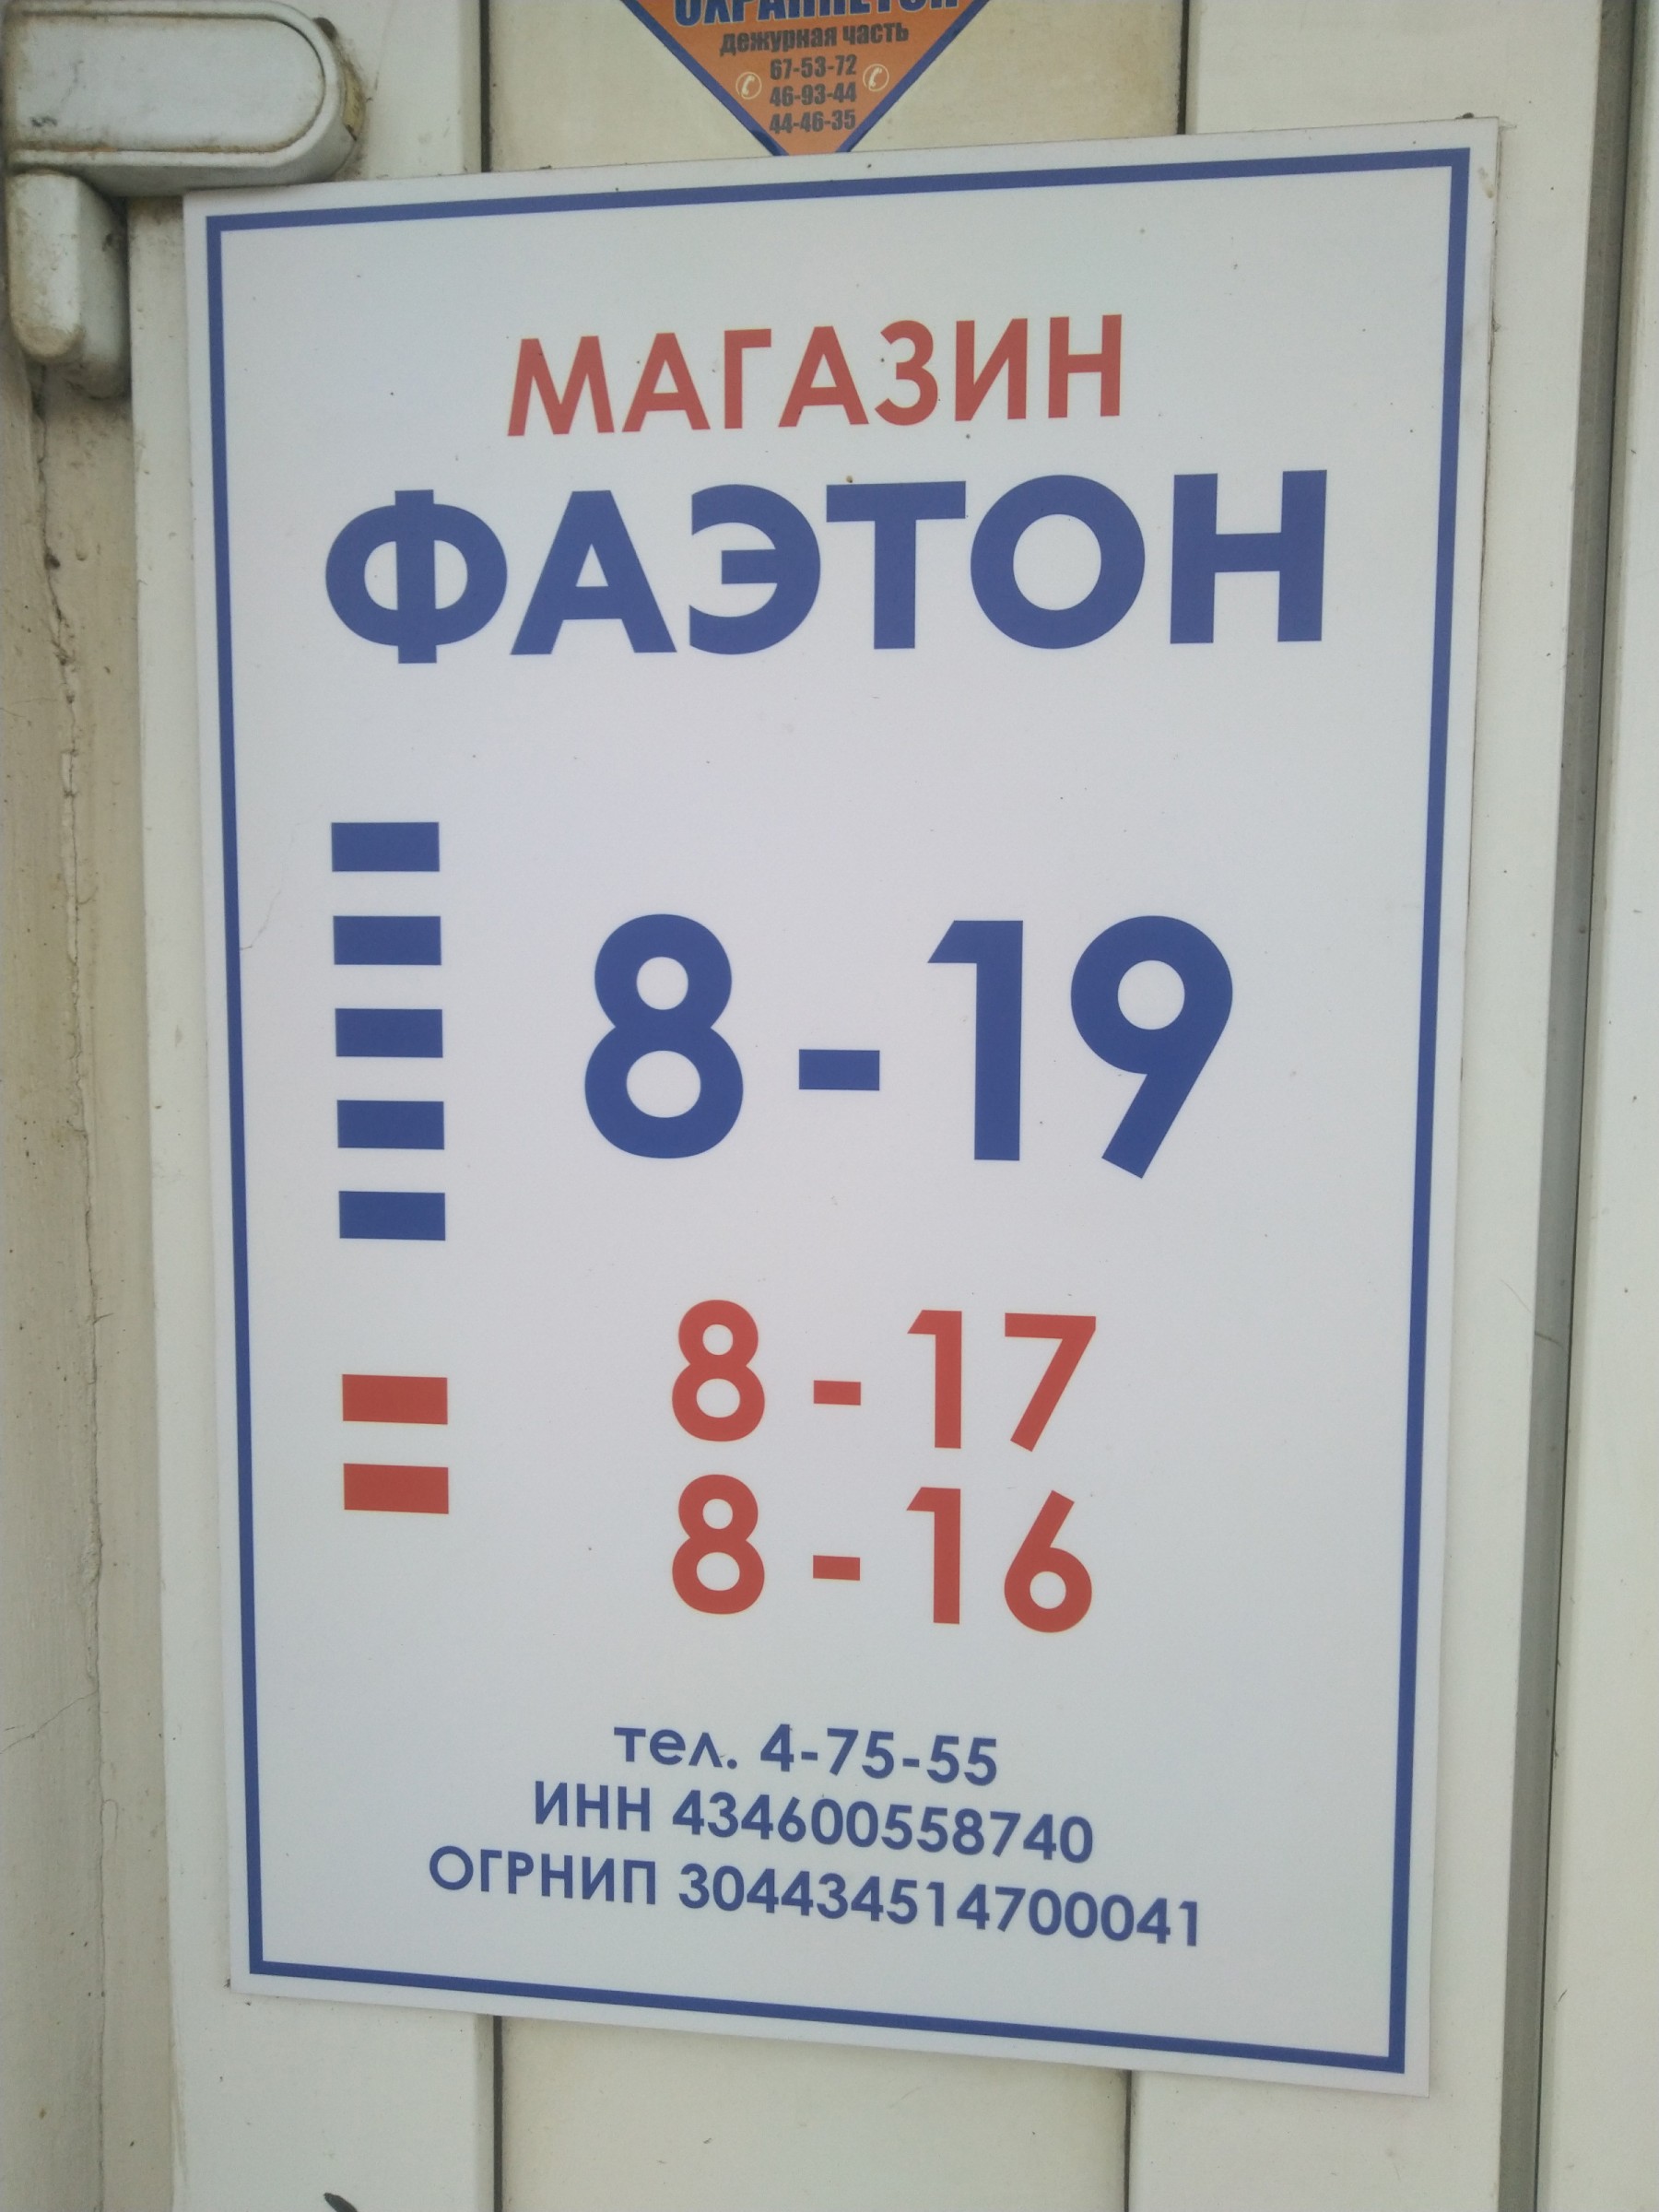 ОХРАНЯЕТСЯ
дежурная часть
67-53-72
46-93-44
44-46-35
МАГАЗИН
ФАЭТОН
8-19
8-17
8-16
тел. 4-75-55
ИНН 434600558740
ОГРНИП 304434514700041